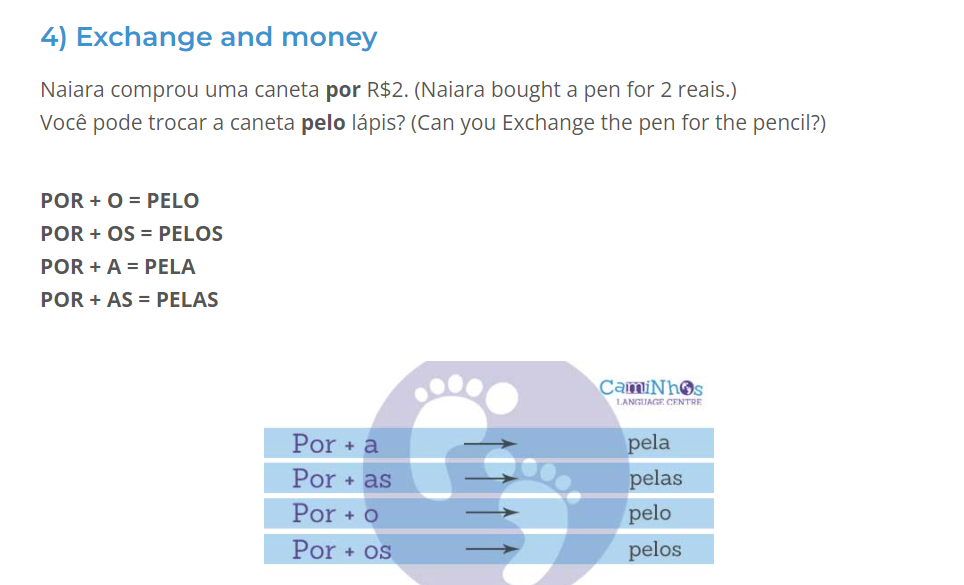 4) Exchange and money
Naiara comprou uma caneta por R$2. (Naiara bought a pen for 2 reais.)
Você pode trocar a caneta pelo lápis? (Can you Exchange the pen for the pencil?)
POR + O = PELO
POR + OS = PELOS
POR + A = PELA
POR + AS = PELAS
CamiNhos
LANGUAGE CENTRE
Por + a pela
Por + as pelas
Por + o pelo
Por + os pelos